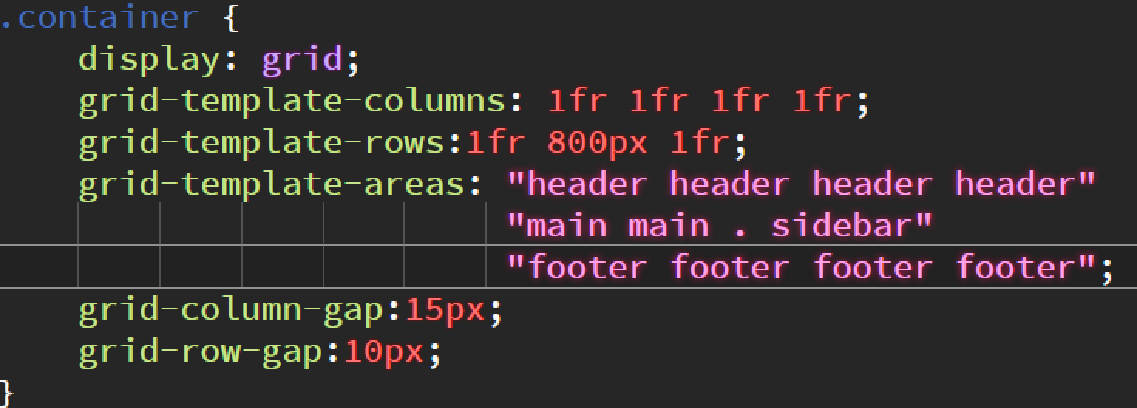 .container {
display: grid;
grid-template-columns: 1fr 1fr 1fr 1fr;
grid-template-rows:1fr 800px 1fr;
grid-template-areas: "header header header header"
"main main . sidebar"
"footer footer footer footer";
grid-column-gap:15px;
grid-row-gap:10px;
}